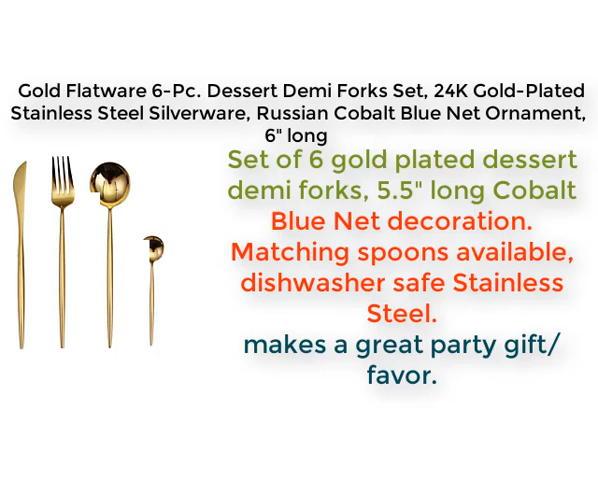 Gold Flatware 6-Pc. Dessert Demi Forks Set, 24K Gold-Plated
Stainless Steel Silverware, Russian Cobalt Blue Net Ornament,
6" long
Set of 6 gold plated dessert
demi forks, 5.5" long Cobalt
Blue Net decoration.
Matching spoons available,
dishwasher safe Stainless
Steel.
makes a great party gift/
favor.